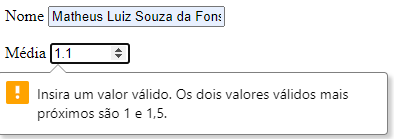 Nome Matheus Luiz Souza da Fons
Média 1.1
! Insira um valor válido. Os dois valores válidos mais
próximos são 1 e 1,5.